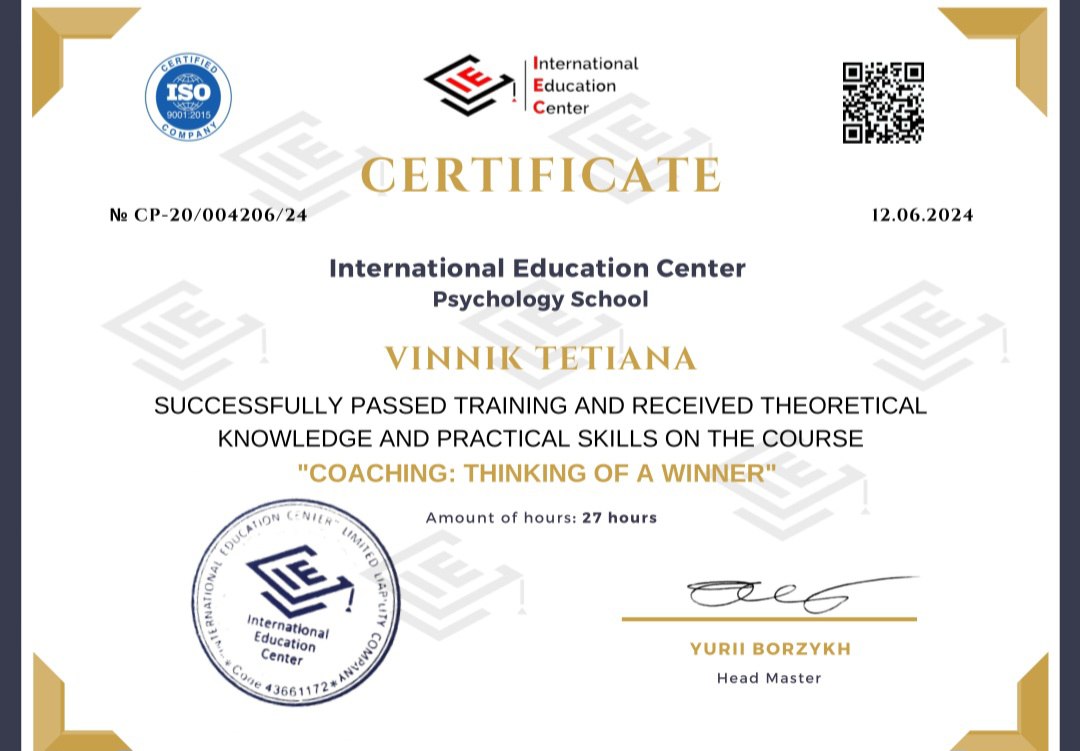 CERTIFIED
ISO
9001:2015
COMPANY
International
Education
Center
CERTIFICATE
№ CP-20/004206/24
12.06.2024
International Education Center
Psychology School
VINNIK TETIANA
SUCCESSFULLY PASSED TRAINING AND RECEIVED THEORETICAL
KNOWLEDGE AND PRACTICAL SKILLS ON THE COURSE
"COACHING: THINKING OF A WINNER"
Amount of hours: 27 hours
INTERNATIONAL EDUCATION CENTER" LIMITED LIABILITY COMPANY
IE
International
Education
Center
* Code 43661172 *
YURII BORZYKH
Head Master